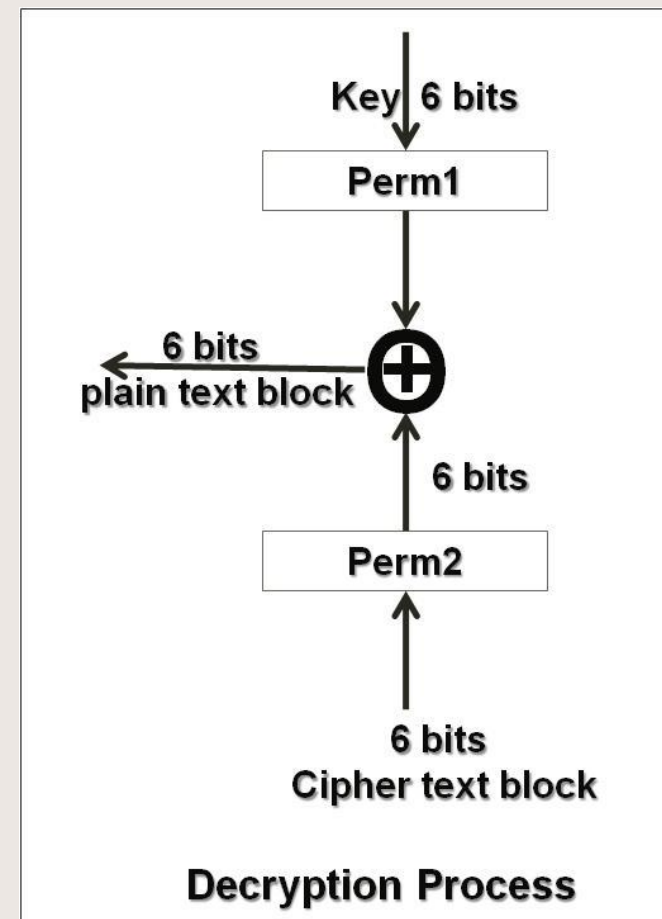 Key 6 bits
Perm1
6 bits
plain text block
6 bits
Perm2
6 bits
Cipher text block
Decryption Process